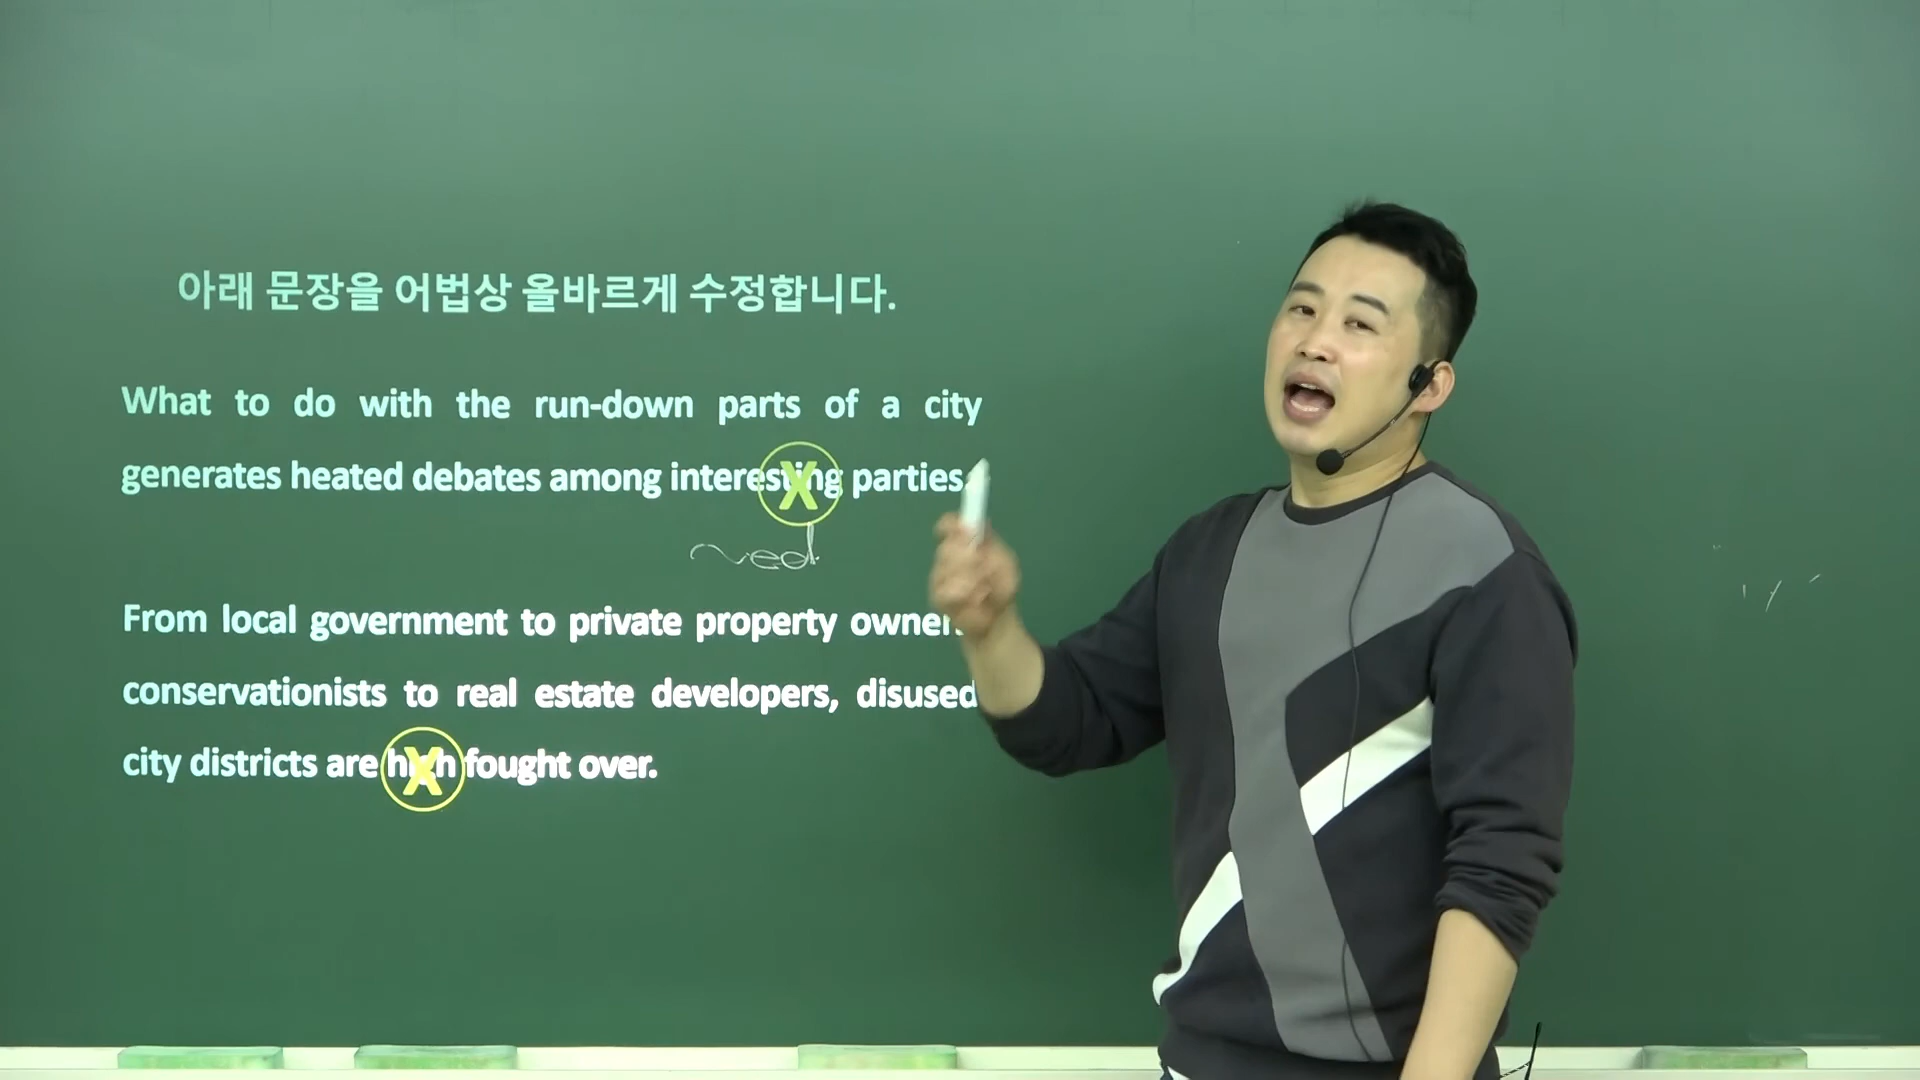 아래 문장을 어법상 올바르게 수정합니다.
What to do with the run-down parts of a city
generates heated debates among interesting parties.
X
~ed
From local government to private property
conservationists to real estate developers, disused
city districts are high fought over.
X